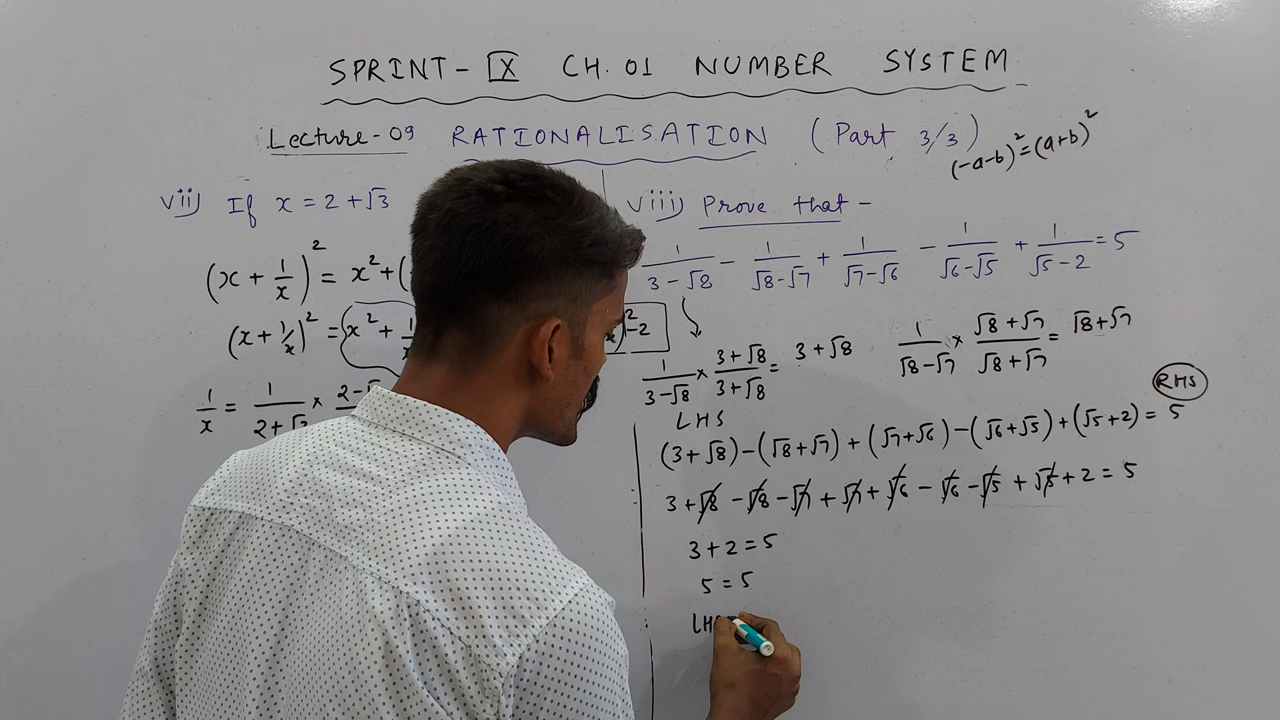 SPRINT-IX CH. 01 NUMBER SYSTEM
Lecture-09 RATIONALISATION (Part 3/3)
(-a-b)² = (a+b)²
vii) If x = 2 + √3
(x + 1/x)² = x² + (
(x + 1/x)² = x² +
)² - 2
1/x = 1/2+√3 × 2-√
viii) Prove that -
1/3-√8 - 1/√8-√7 + 1/√7-√6 - 1/√6-√5 + 1/√5-2 = 5
1/3-√8 × 3+√8/3+√8 = 3+√8
1/√8-√7 × √8+√7/√8+√7 = √8+√7
LHS
RHS
(3+√8) - (√8+√7) + (√7+√6) - (√6+√5) + (√5+2) = 5
3 + √8 - √8 - √7 + √7 + √6 - √6 - √5 + √5 + 2 = 5
3 + 2 = 5
5 = 5
LHS